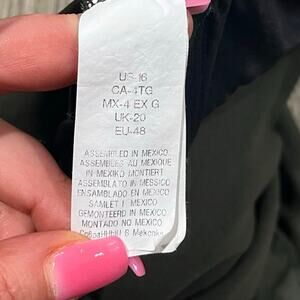 US-16
CA-4TG
MX-4 EX G
UK-20
EU-48
ASSEMBLED IN MEXICO
ASSEMBLÉ AU MEXIQUE
IN MEXIKO MONTIERT
ASSEMBLATO IN MESSICO
ENSAMBLADO EN MEXICO
SAMLET I MEXICO
GEMONTEERD IN MEXICO
MONTADO NO MEXICO